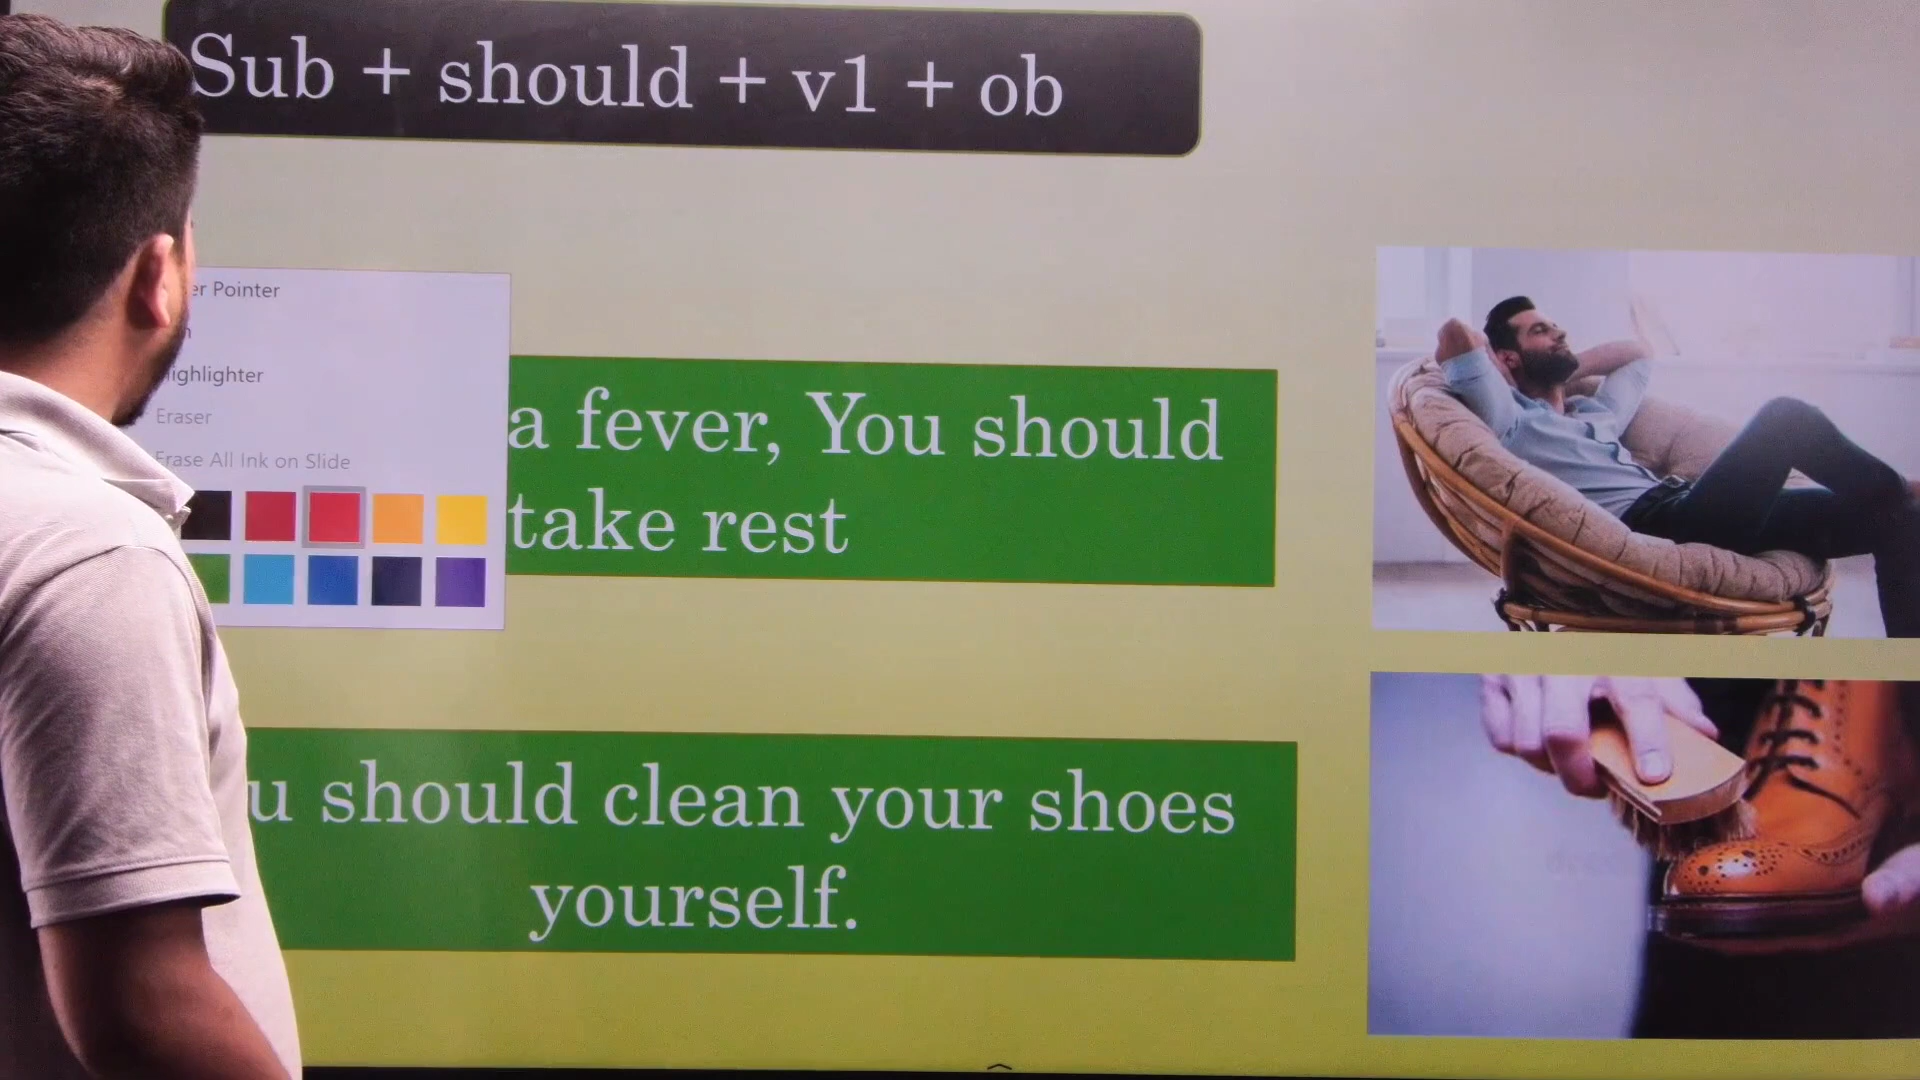 Sub + should + v1 + ob
Pointer
Eraser
Erase All Ink on Slide
a fever, You should
take rest
should clean your shoes
yourself.